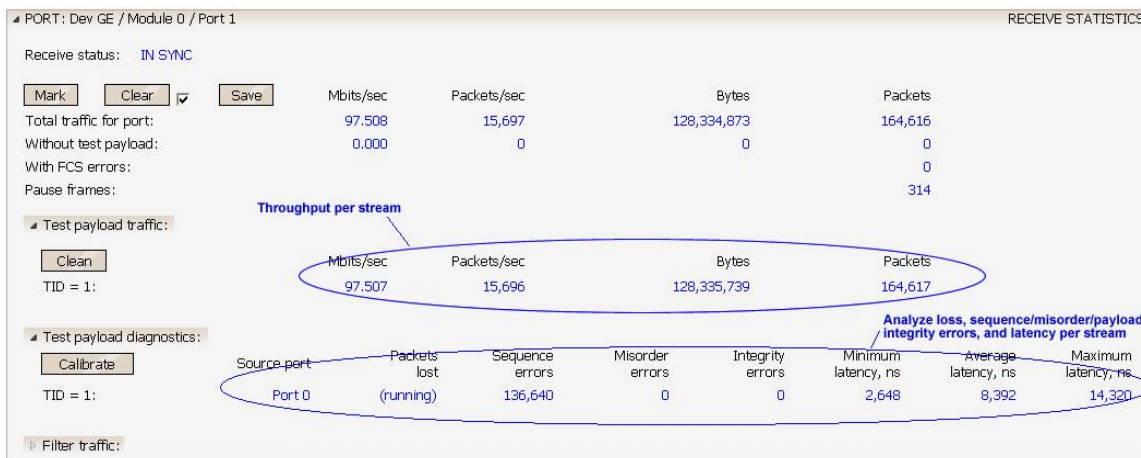 PORT: Dev GE / Module 0 / Port 1 RECEIVE STATISTICS
Receive status: IN SYNC
Mark Clear Save Mbits/sec Packets/sec Bytes Packets
Total traffic for port: 97.508 15,697 128,334,873 164,616
Without test payload: 0.000 0 0 0
With FCS errors: 0
Pause frames: 314
Throughput per stream
Test payload traffic:
Clean Mbits/sec Packets/sec Bytes Packets
TID = 1: 97.507 15,696 128,335,739 164,617
Analyze loss, sequence/misorder/payload
integrity errors, and latency per stream
Test payload diagnostics:
Calibrate Source port Packets lost Sequence errors Misorder errors Integrity errors Minimum latency, ns Average latency, ns Maximum latency, ns
TID = 1: Port 0 (running) 136,640 0 0 2,648 8,392 14,320
Filter traffic: